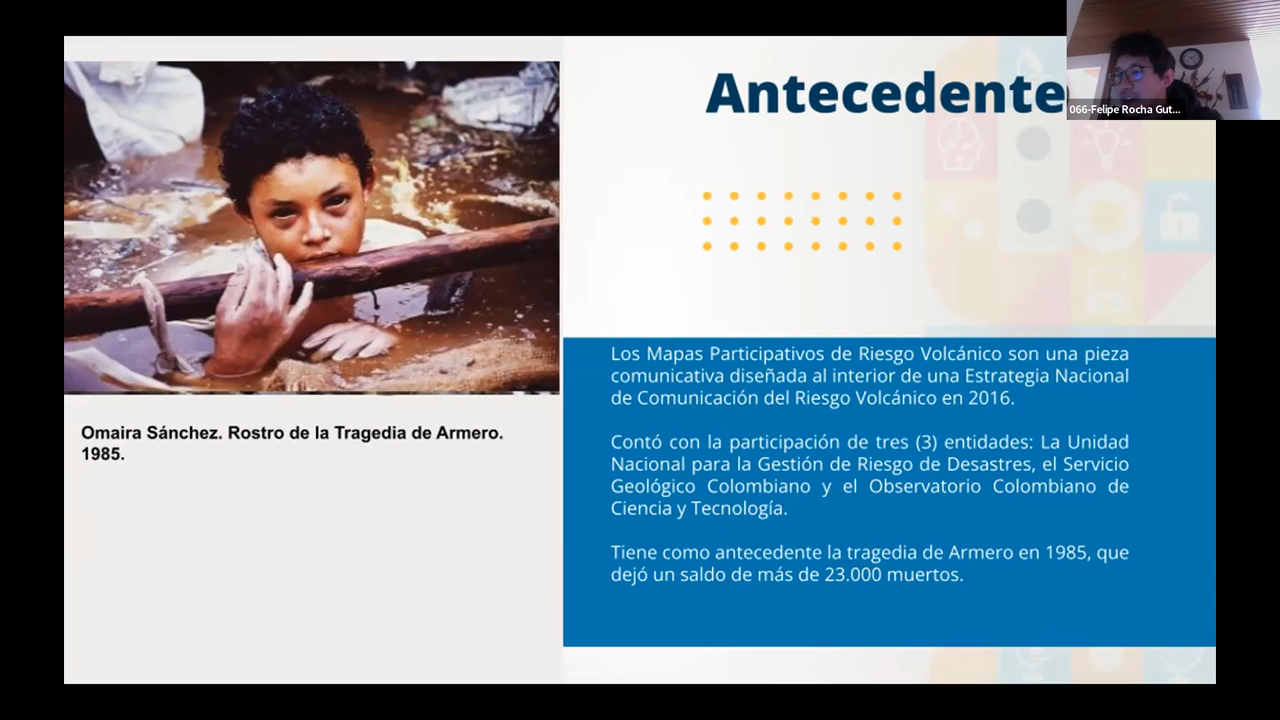 Antecedente
066-Felipe Rocha Gut...
Los Mapas Participativos de Riesgo Volcánico son una pieza
comunicativa diseñada al interior de una Estrategia Nacional
de Comunicación del Riesgo Volcánico en 2016.
Contó con la participación de tres (3) entidades: La Unidad
Nacional para la Gestión de Riesgo de Desastres, el Servicio
Geológico Colombiano y el Observatorio Colombiano de
Ciencia y Tecnología.
Tiene como antecedente la tragedia de Armero en 1985, que
dejó un saldo de más de 23.000 muertos.
Omaira Sánchez. Rostro de la Tragedia de Armero.
1985.